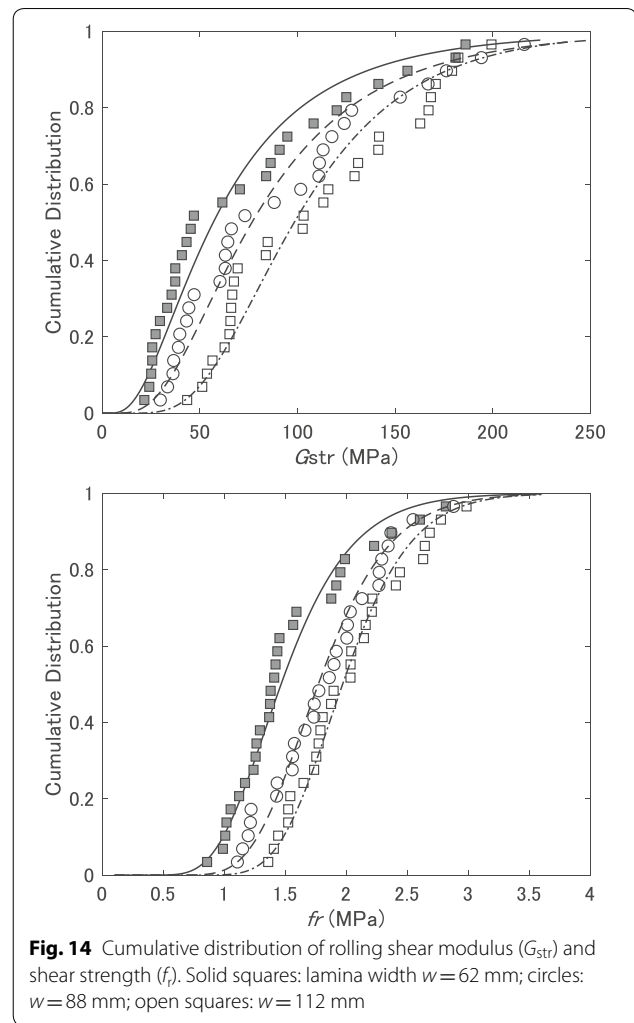 1
0.8
0.6
0.4
0.2
0
Cumulative Distribution
0 50 100 150 200 250
Gstr (MPa)
1
0.8
0.6
0.4
0.2
0
Cumulative Distribution
0 0.5 1 1.5 2 2.5 3 3.5 4
fr (MPa)
Fig. 14 Cumulative distribution of rolling shear modulus (Gstr) and
shear strength (fr). Solid squares: lamina width w = 62 mm; circles:
w = 88 mm; open squares: w = 112 mm